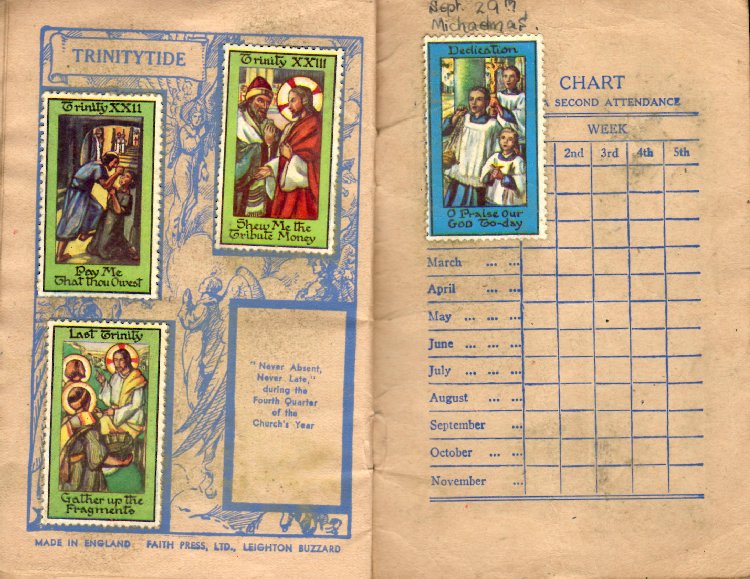 TRINITYTIDE
Trinity XXII
Pay Me
That thou Owest
Trinity XXIII
Shew Me the
Tribute Money
Last Trinity
Gather up the
Fragments
"Never Absent,
Never Late,"
during the
Fourth Quarter
of the
Church's Year
MADE IN ENGLAND FAITH PRESS, LTD., LEIGHTON BUZZARD
Sept. 29th
Michaelmas.
Dedication
O Praise Our
GOD To-day
CHART
SECOND ATTENDANCE
WEEK
2nd 3rd 4th 5th
March ... ...
April ... ...
May ... ... ...
June ... ...
July ... ... ...
August ... ...
September ...
October ... ...
November ...